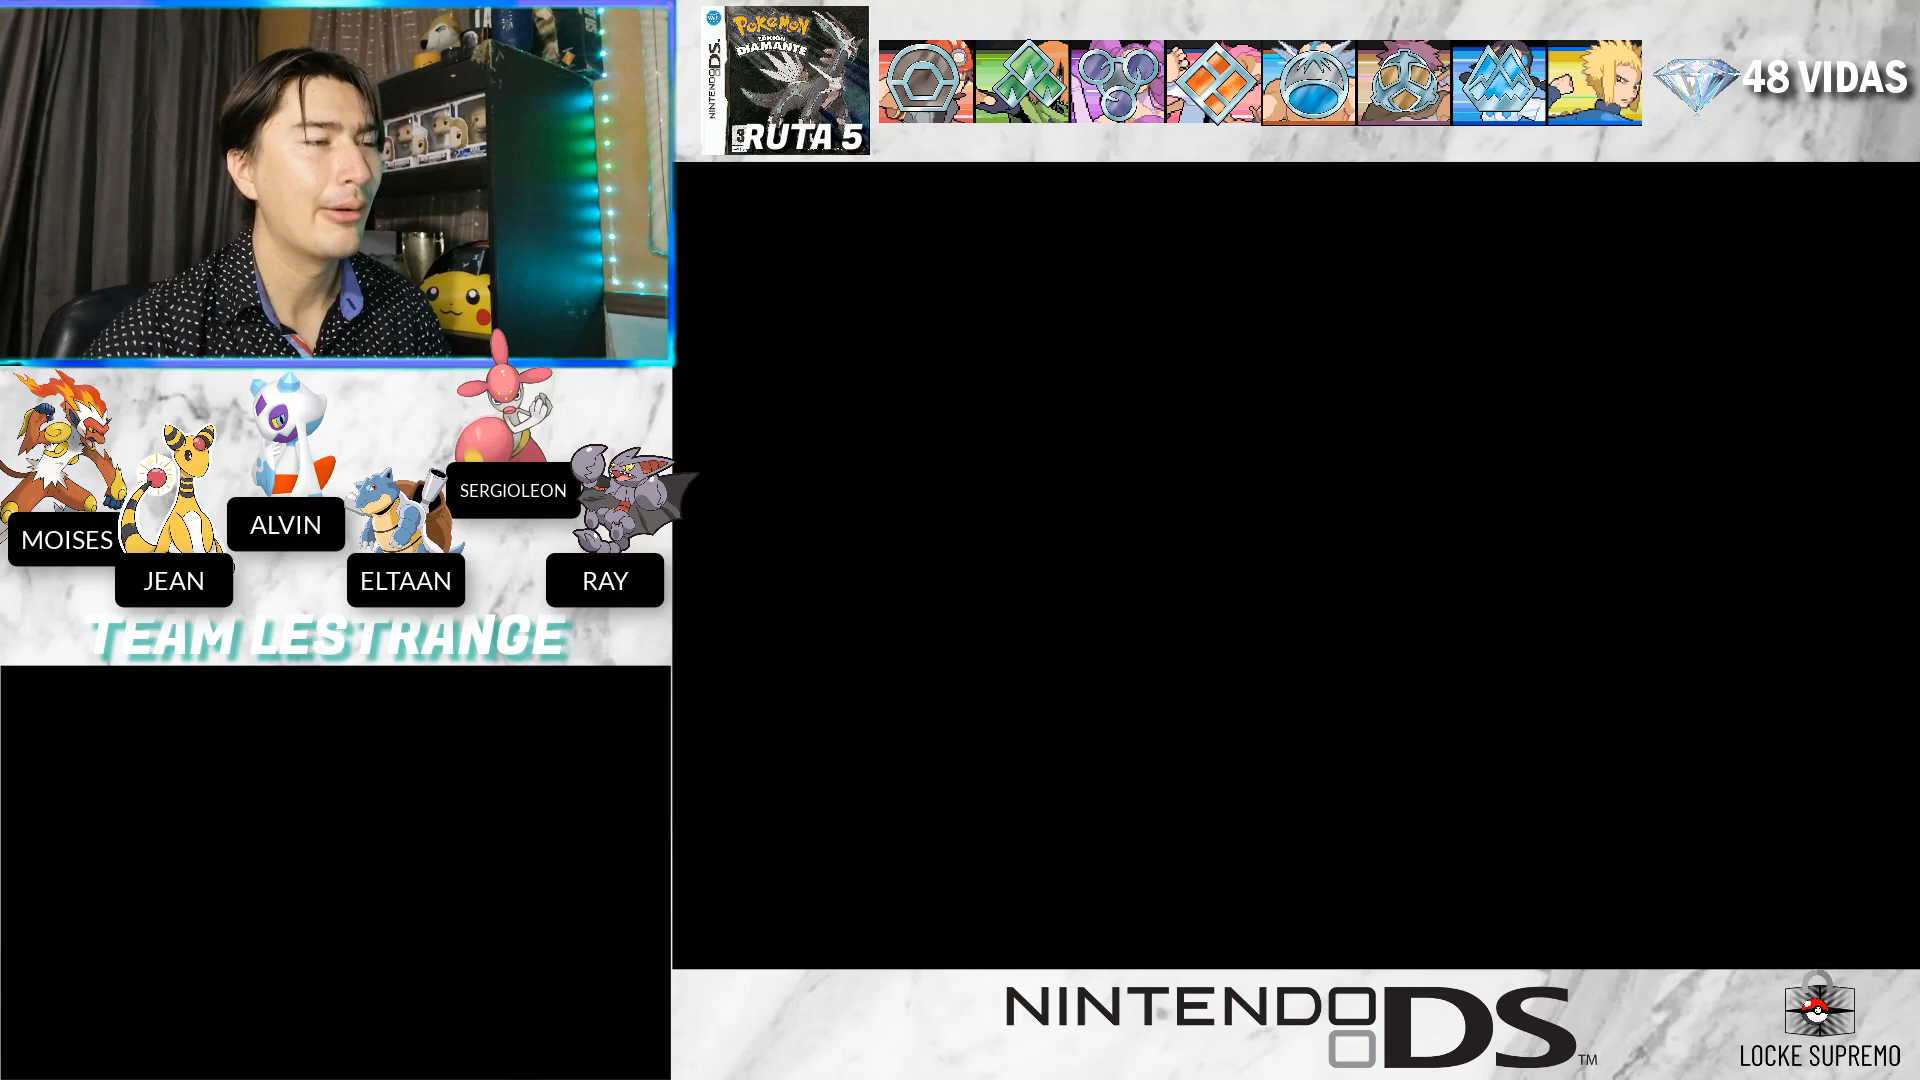 Pokémon
EDICIÓN
DIAMANTE
NINTENDO DS
RUTA 5
48 VIDAS
MOISES
JEAN
ALVIN
ELTAAN
SERGIOLEON
RAY
TEAM LESTRANGE
NINTENDO DS TM
LOCKE SUPREMO